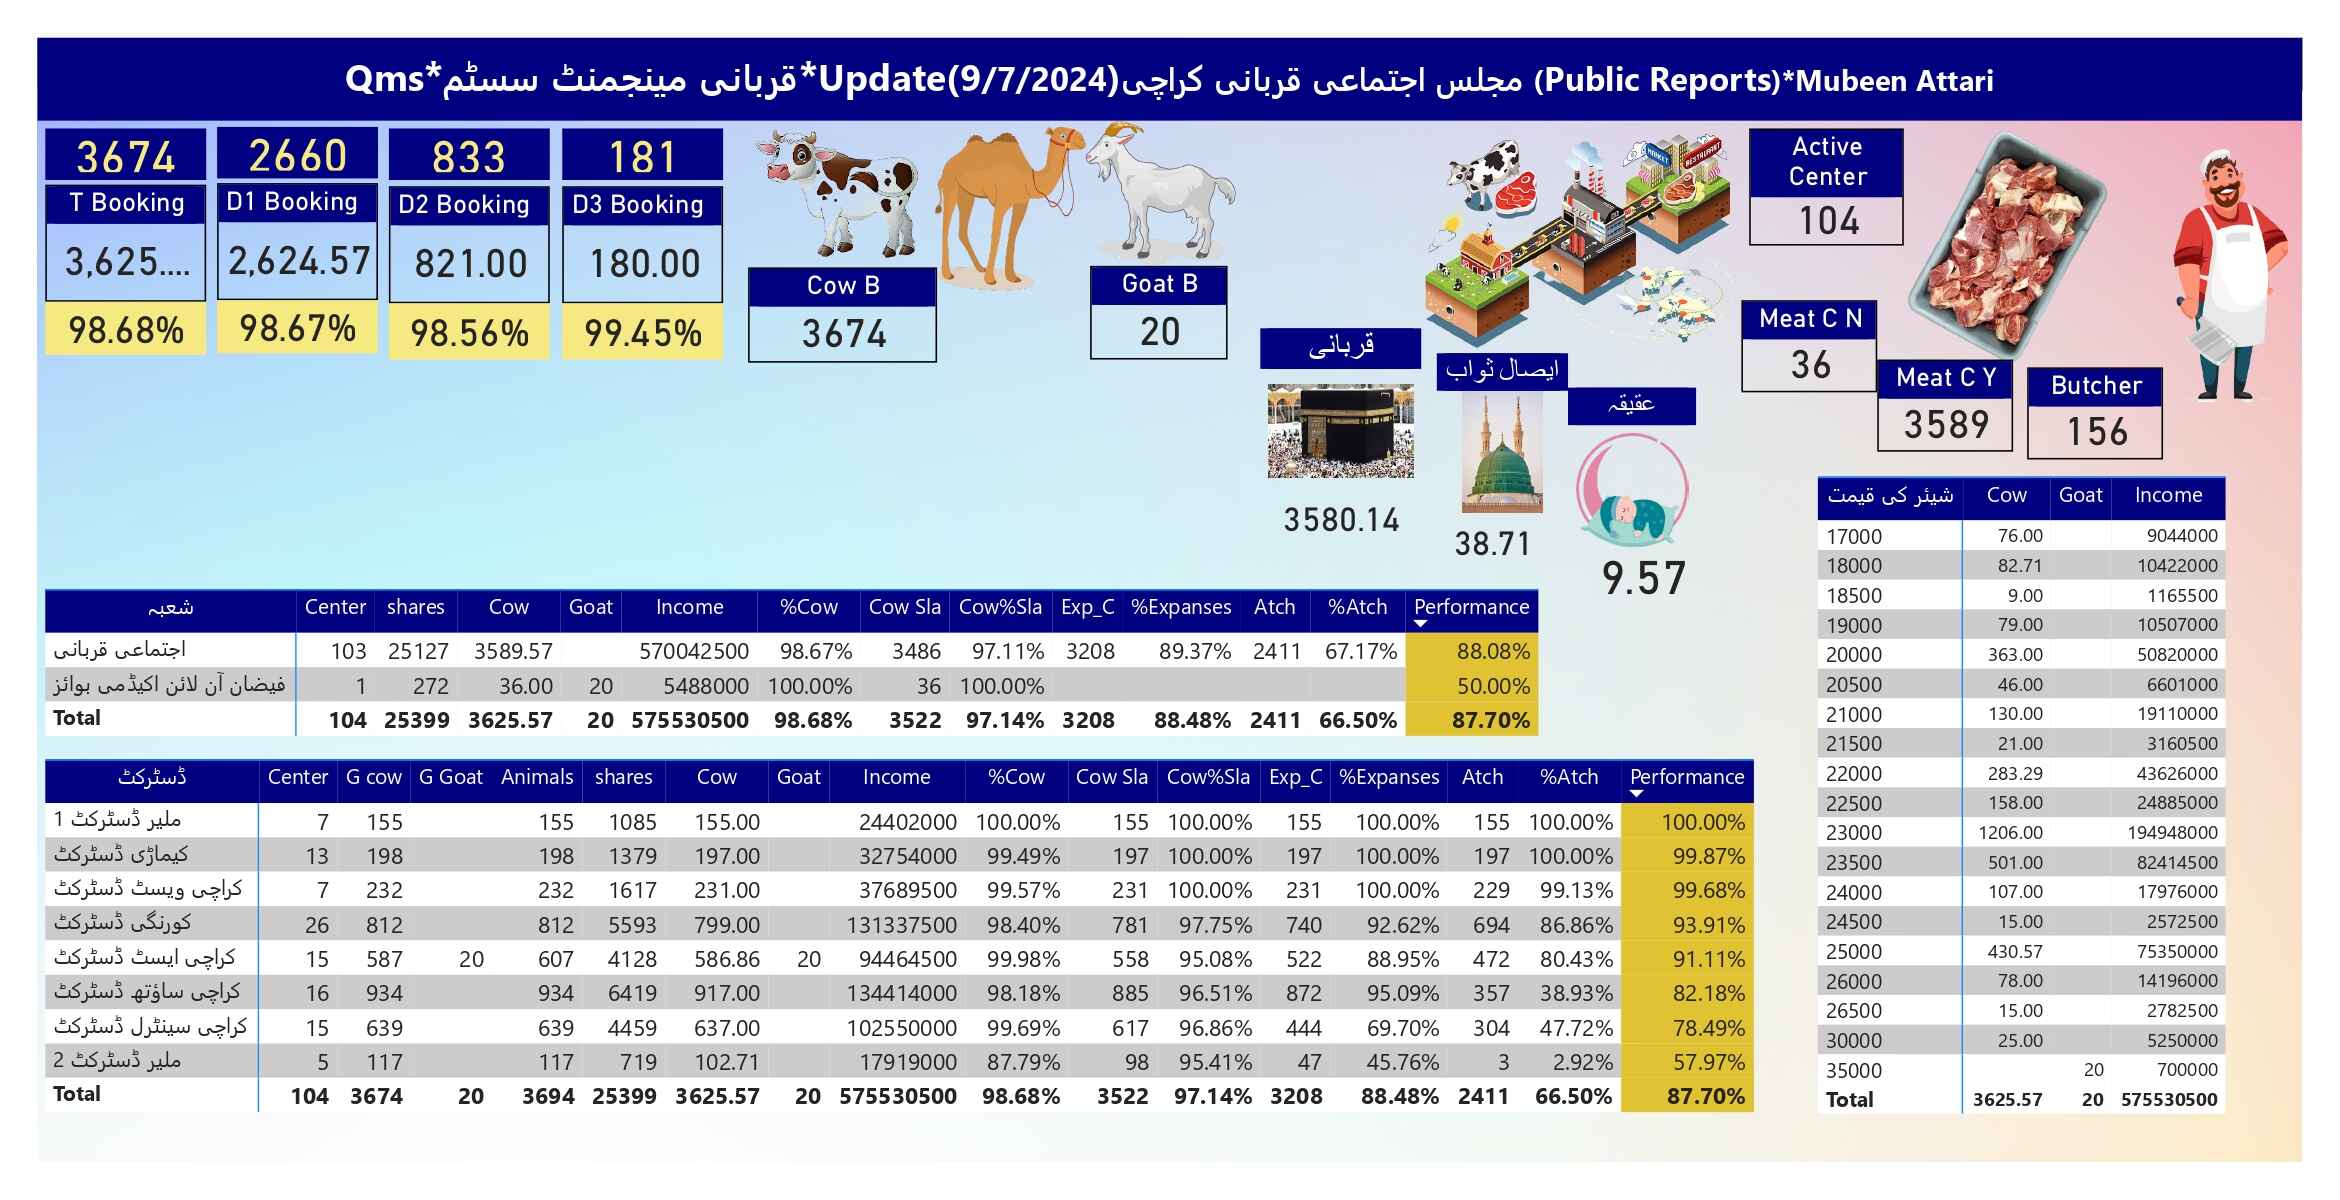 Qms*قربانی مینجمنٹ سسٹم*Update(9/7/2024)مجلس اجتماعی قربانی کراچی (Public Reports)*Mubeen Attari
3674 2660 833 181
T Booking D1 Booking D2 Booking D3 Booking
3,625.... 2,624.57 821.00 180.00
98.68% 98.67% 98.56% 99.45%
Cow B
3674
Goat B
20
MARKET
RESTAURANT
Active Center
104
Meat C N
36
Meat C Y
3589
Butcher
156
قربانی
3580.14
ایصال ثواب
38.71
عقیقہ
9.57
شعبہ Center shares Cow Goat Income %Cow Cow Sla Cow%Sla Exp_C %Expanses Atch %Atch Performance
اجتماعی قربانی 103 25127 3589.57 570042500 98.67% 3486 97.11% 3208 89.37% 2411 67.17% 88.08%
فیضان آن لائن اکیڈمی بوائز 1 272 36.00 20 5488000 100.00% 36 100.00% 50.00%
Total 104 25399 3625.57 20 575530500 98.68% 3522 97.14% 3208 88.48% 2411 66.50% 87.70%
ڈسٹرکٹ Center G cow G Goat Animals shares Cow Goat Income %Cow Cow Sla Cow%Sla Exp_C %Expanses Atch %Atch Performance
ملیر ڈسٹرکٹ 1 7 155 155 1085 155.00 24402000 100.00% 155 100.00% 155 100.00% 155 100.00% 100.00%
کیماڑی ڈسٹرکٹ 13 198 198 1379 197.00 32754000 99.49% 197 100.00% 197 100.00% 197 100.00% 99.87%
کراچی ویسٹ ڈسٹرکٹ 7 232 232 1617 231.00 37689500 99.57% 231 100.00% 231 100.00% 229 99.13% 99.68%
کورنگی ڈسٹرکٹ 26 812 812 5593 799.00 131337500 98.40% 781 97.75% 740 92.62% 694 86.86% 93.91%
کراچی ایسٹ ڈسٹرکٹ 15 587 20 607 4128 586.86 20 94464500 99.98% 558 95.08% 522 88.95% 472 80.43% 91.11%
کراچی ساؤتھ ڈسٹرکٹ 16 934 934 6419 917.00 134414000 98.18% 885 96.51% 872 95.09% 357 38.93% 82.18%
کراچی سینٹرل ڈسٹرکٹ 15 639 639 4459 637.00 102550000 99.69% 617 96.86% 444 69.70% 304 47.72% 78.49%
ملیر ڈسٹرکٹ 2 5 117 117 719 102.71 17919000 87.79% 98 95.41% 47 45.76% 3 2.92% 57.97%
Total 104 3674 20 3694 25399 3625.57 20 575530500 98.68% 3522 97.14% 3208 88.48% 2411 66.50% 87.70%
شیئر کی قیمت Cow Goat Income
17000 76.00 9044000
18000 82.71 10422000
18500 9.00 1165500
19000 79.00 10507000
20000 363.00 50820000
20500 46.00 6601000
21000 130.00 19110000
21500 21.00 3160500
22000 283.29 43626000
22500 158.00 24885000
23000 1206.00 194948000
23500 501.00 82414500
24000 107.00 17976000
24500 15.00 2572500
25000 430.57 75350000
26000 78.00 14196000
26500 15.00 2782500
30000 25.00 5250000
35000 20 700000
Total 3625.57 20 575530500